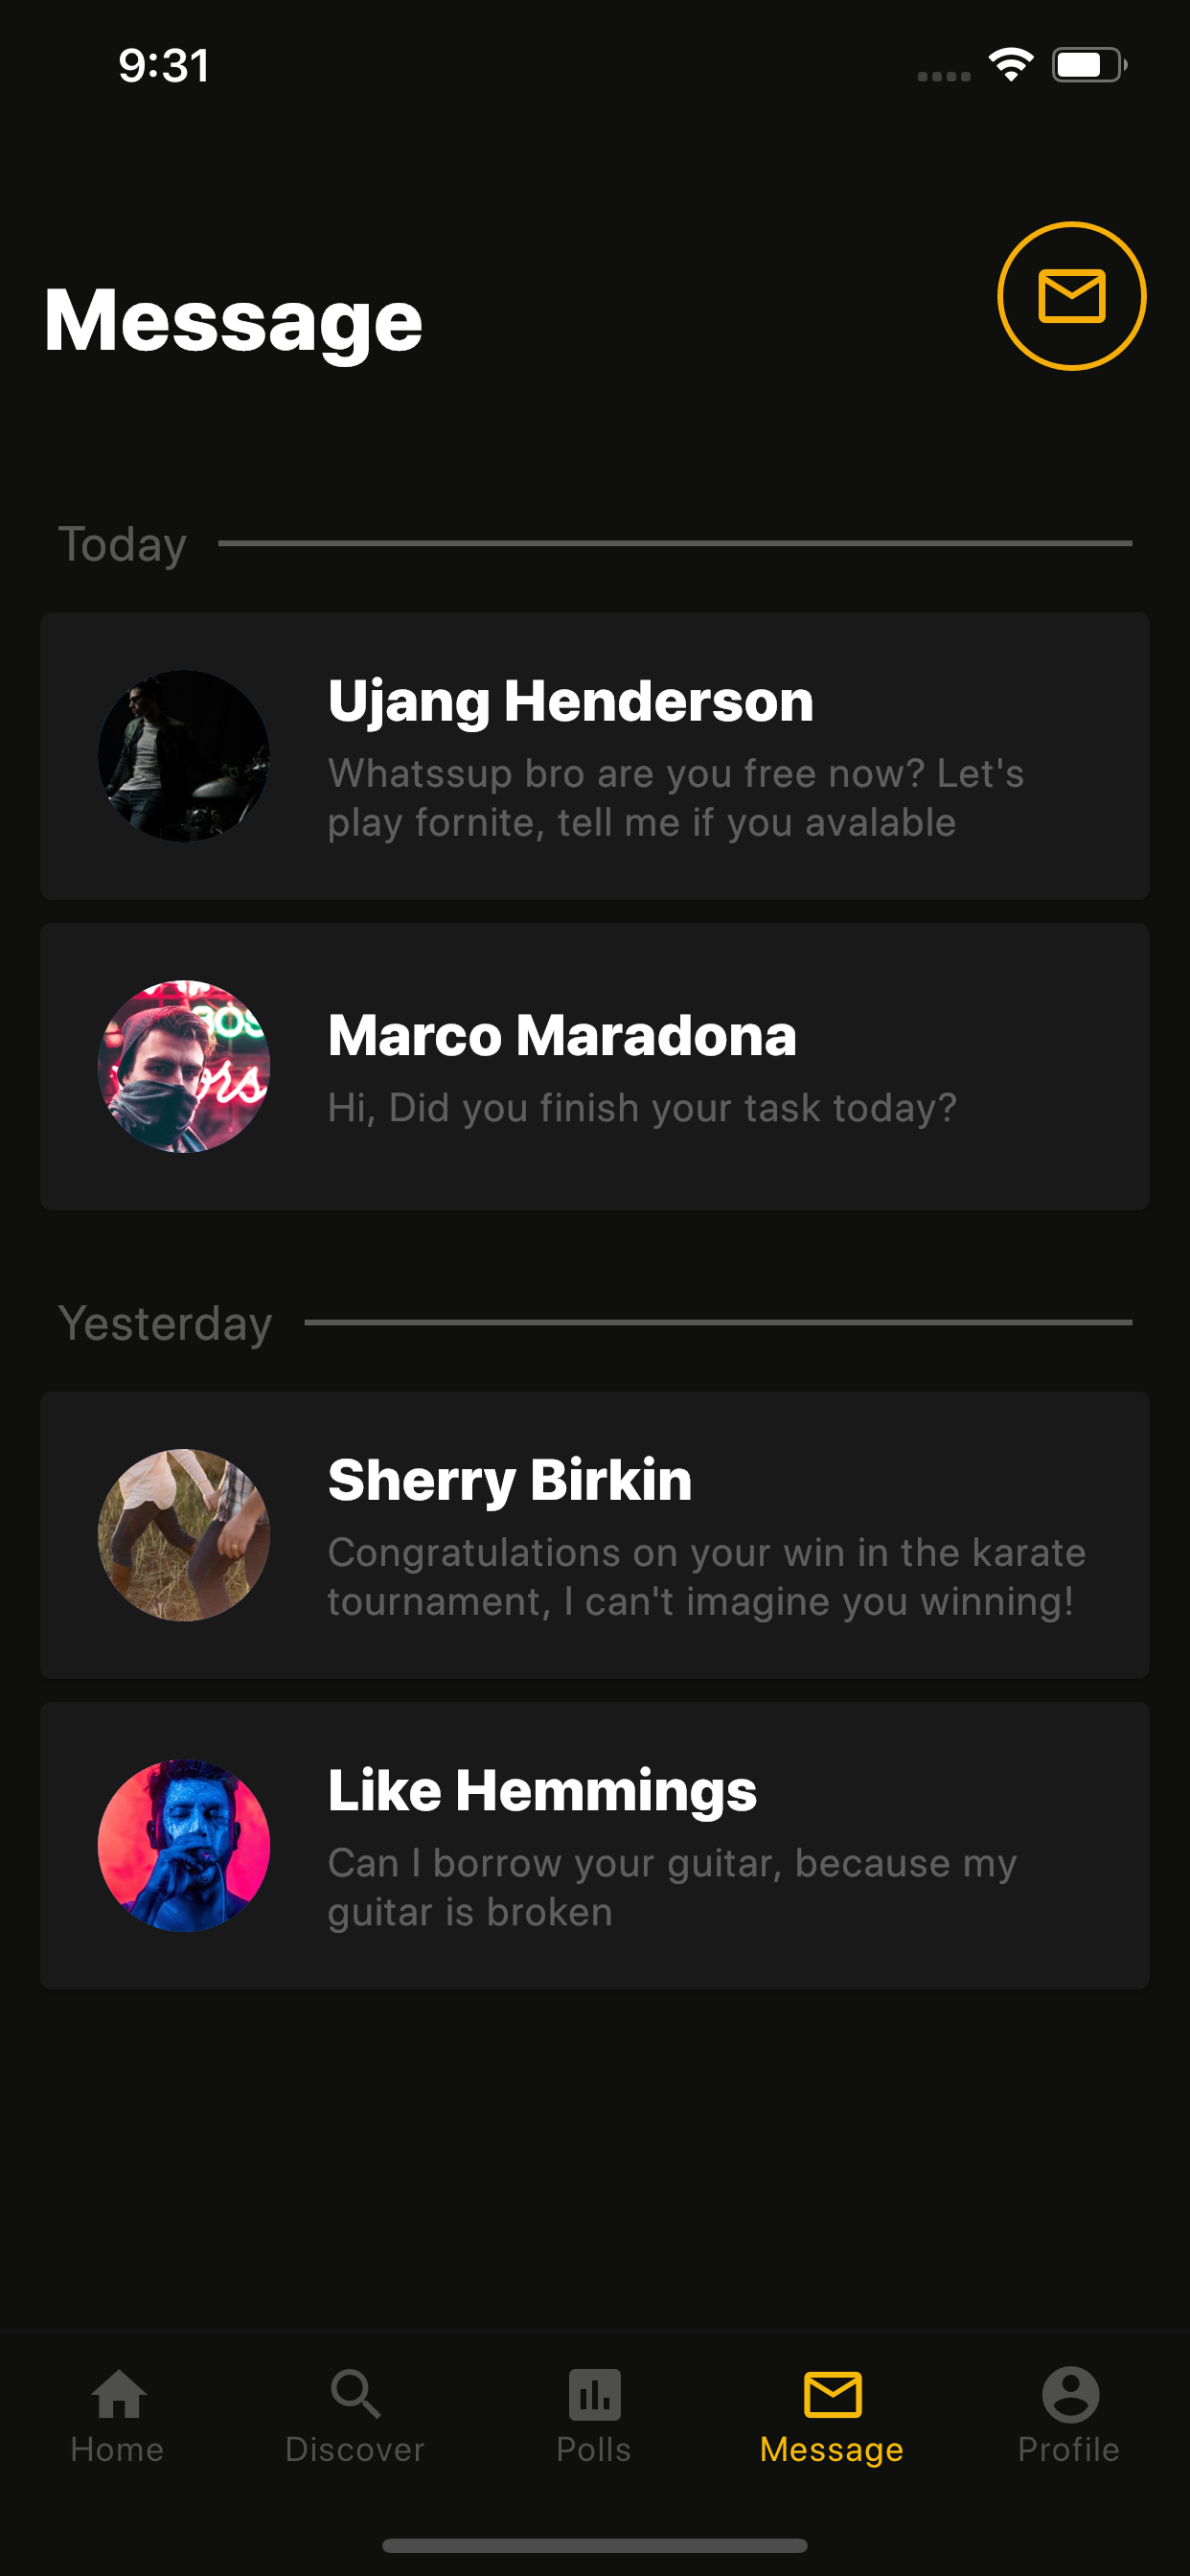 9:31
Message
Today
Ujang Henderson
Whatssup bro are you free now? Let's
play fornite, tell me if you avalable
Marco Maradona
Hi, Did you finish your task today?
Yesterday
Sherry Birkin
Congratulations on your win in the karate
tournament, I can't imagine you winning!
Like Hemmings
Can I borrow your guitar, because my
guitar is broken
Home
Discover
Polls
Message
Profile